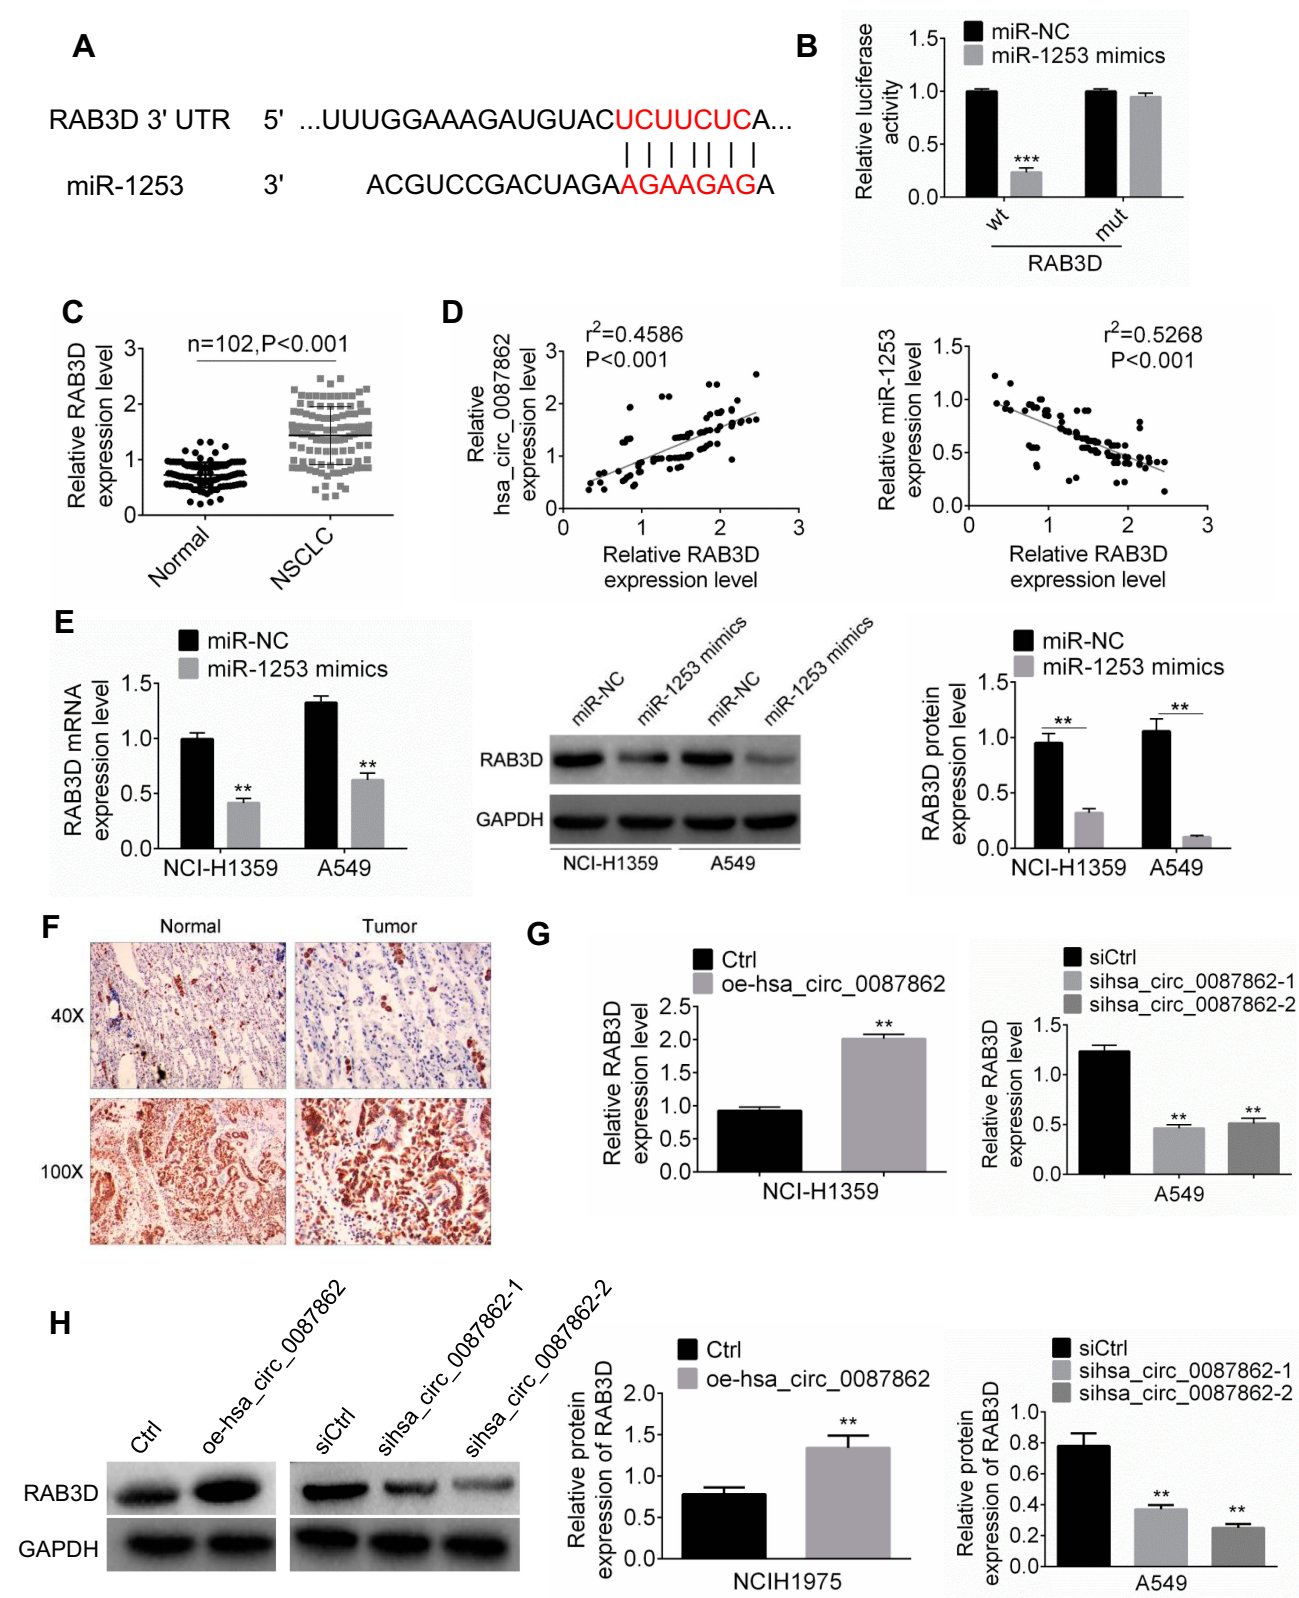 A
RAB3D 3' UTR 5' ...UUUGGAAAGAUGUACUCUUCUCA...
miR-1253 3' ACGUCCGACUAGAAGAAGAGA
B
miR-NC
miR-1253 mimics
Relative luciferase
activity
1.5
1.0
0.5
0.0
***
wt
mut
RAB3D
C
n=102,P<0.001
Relative RAB3D
expression level
3
2
1
0
Normal
NSCLC
D
r2=0.4586
P<0.001
Relative
hsa_circ_0087862
expression level
3
2
1
0
0 1 2 3
Relative RAB3D
expression level
r2=0.5268
P<0.001
Relative miR-1253
expression level
1.5
1.0
0.5
0.0
0 1 2 3
Relative RAB3D
expression level
E
miR-NC
miR-1253 mimics
RAB3D mRNA
expression level
1.5
1.0
0.5
0.0
**
**
NCI-H1359 A549
miR-NC
miR-1253 mimics
miR-NC
miR-1253 mimics
RAB3D
GAPDH
NCI-H1359 A549
miR-NC
miR-1253 mimics
RAB3D protein
expression level
1.5
1.0
0.5
0.0
**
**
NCI-H1359 A549
F
Normal Tumor
40X
100X
G
Ctrl
oe-hsa_circ_0087862
Relative RAB3D
expression level
2.5
2.0
1.5
1.0
0.5
0.0
**
NCI-H1359
siCtrl
sihsa_circ_0087862-1
sihsa_circ_0087862-2
Relative RAB3D
expression level
1.5
1.0
0.5
0.0
**
**
A549
H
Ctrl
oe-hsa_circ_0087862
siCtrl
sihsa_circ_0087862-1
sihsa_circ_0087862-2
RAB3D
GAPDH
Ctrl
oe-hsa_circ_0087862
Relative protein
expression of RAB3D
2.0
1.5
1.0
0.5
0.0
**
NCIH1975
siCtrl
sihsa_circ_0087862-1
sihsa_circ_0087862-2
Relative protein
expression of RAB3D
1.0
0.8
0.6
0.4
0.2
0.0
**
**
A549